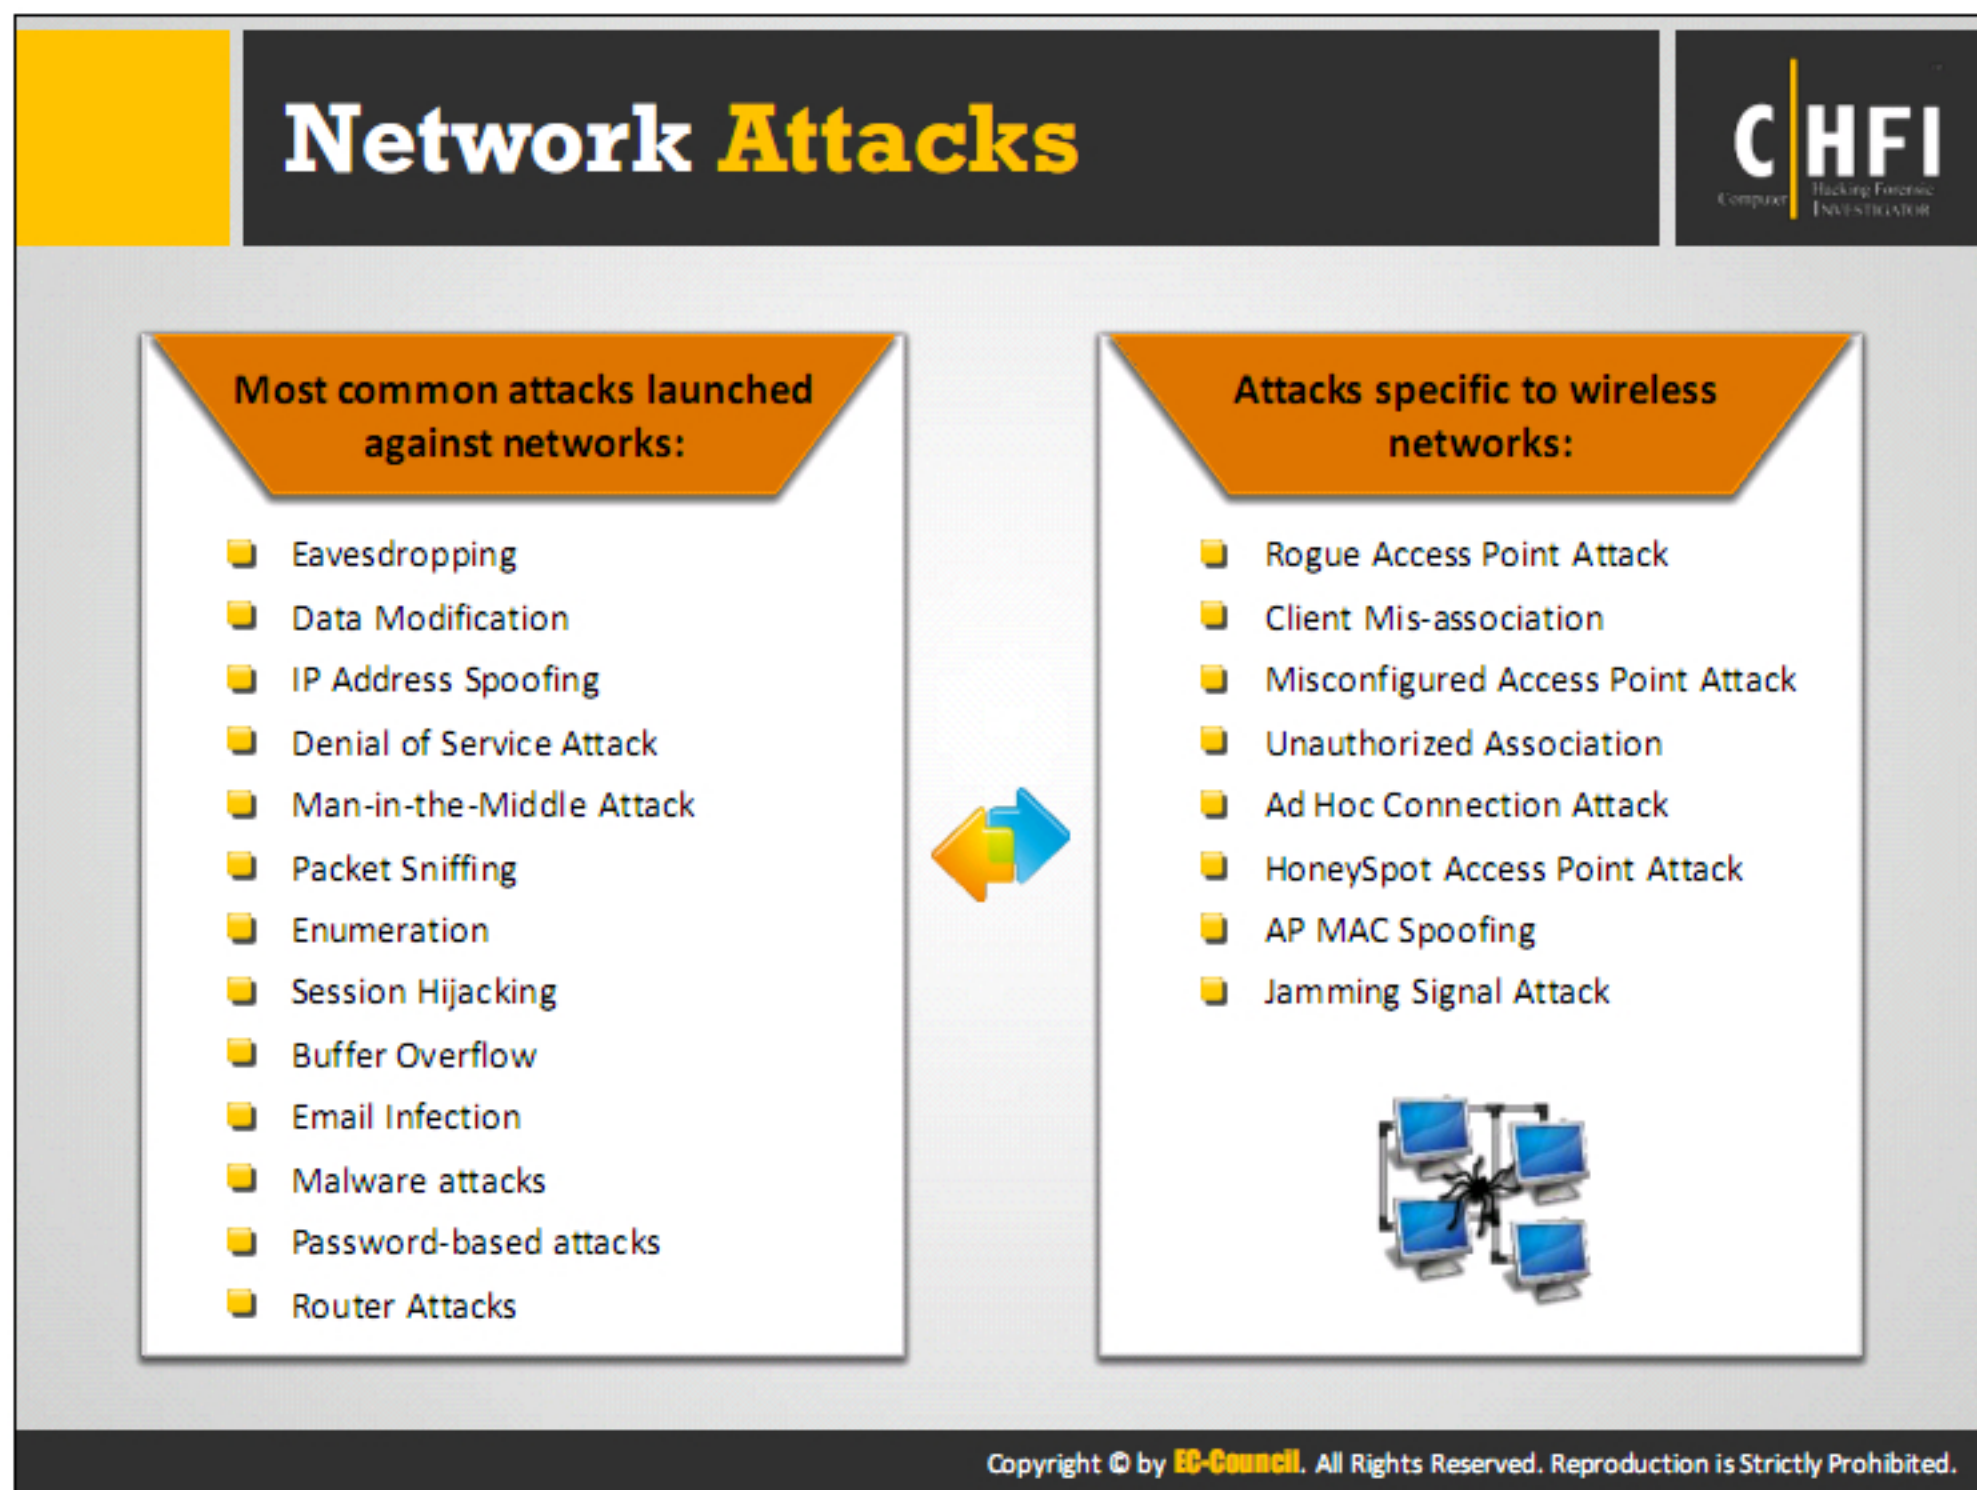 Network Attacks
C HFI
Computer
Hacking Forensic
INVESTIGATOR
Most common attacks launched
against networks:
Eavesdropping
Data Modification
IP Address Spoofing
Denial of Service Attack
Man-in-the-Middle Attack
Packet Sniffing
Enumeration
Session Hijacking
Buffer Overflow
Email Infection
Malware attacks
Password-based attacks
Router Attacks
Attacks specific to wireless
networks:
Rogue Access Point Attack
Client Mis-association
Misconfigured Access Point Attack
Unauthorized Association
Ad Hoc Connection Attack
HoneySpot Access Point Attack
AP MAC Spoofing
Jamming Signal Attack
Copyright © by EC-Council. All Rights Reserved. Reproduction is Strictly Prohibited.